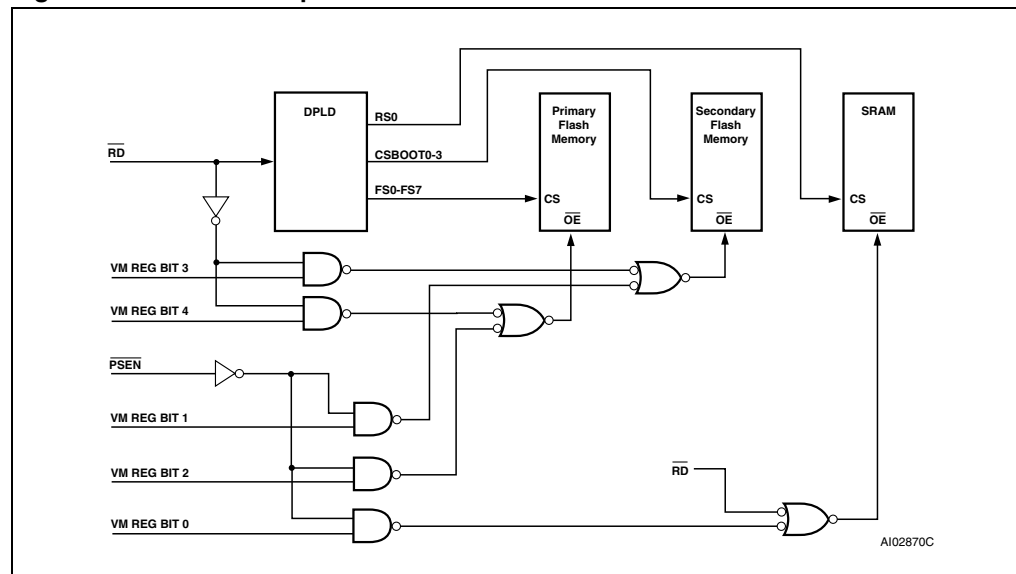 DPLD
RS0
CSBOOT0-3
FS0-FS7
Primary
Flash
Memory
CS
OE
Secondary
Flash
Memory
CS
OE
SRAM
CS
OE
RD
VM REG BIT 3
VM REG BIT 4
PSEN
VM REG BIT 1
VM REG BIT 2
VM REG BIT 0
RD
AI02870C